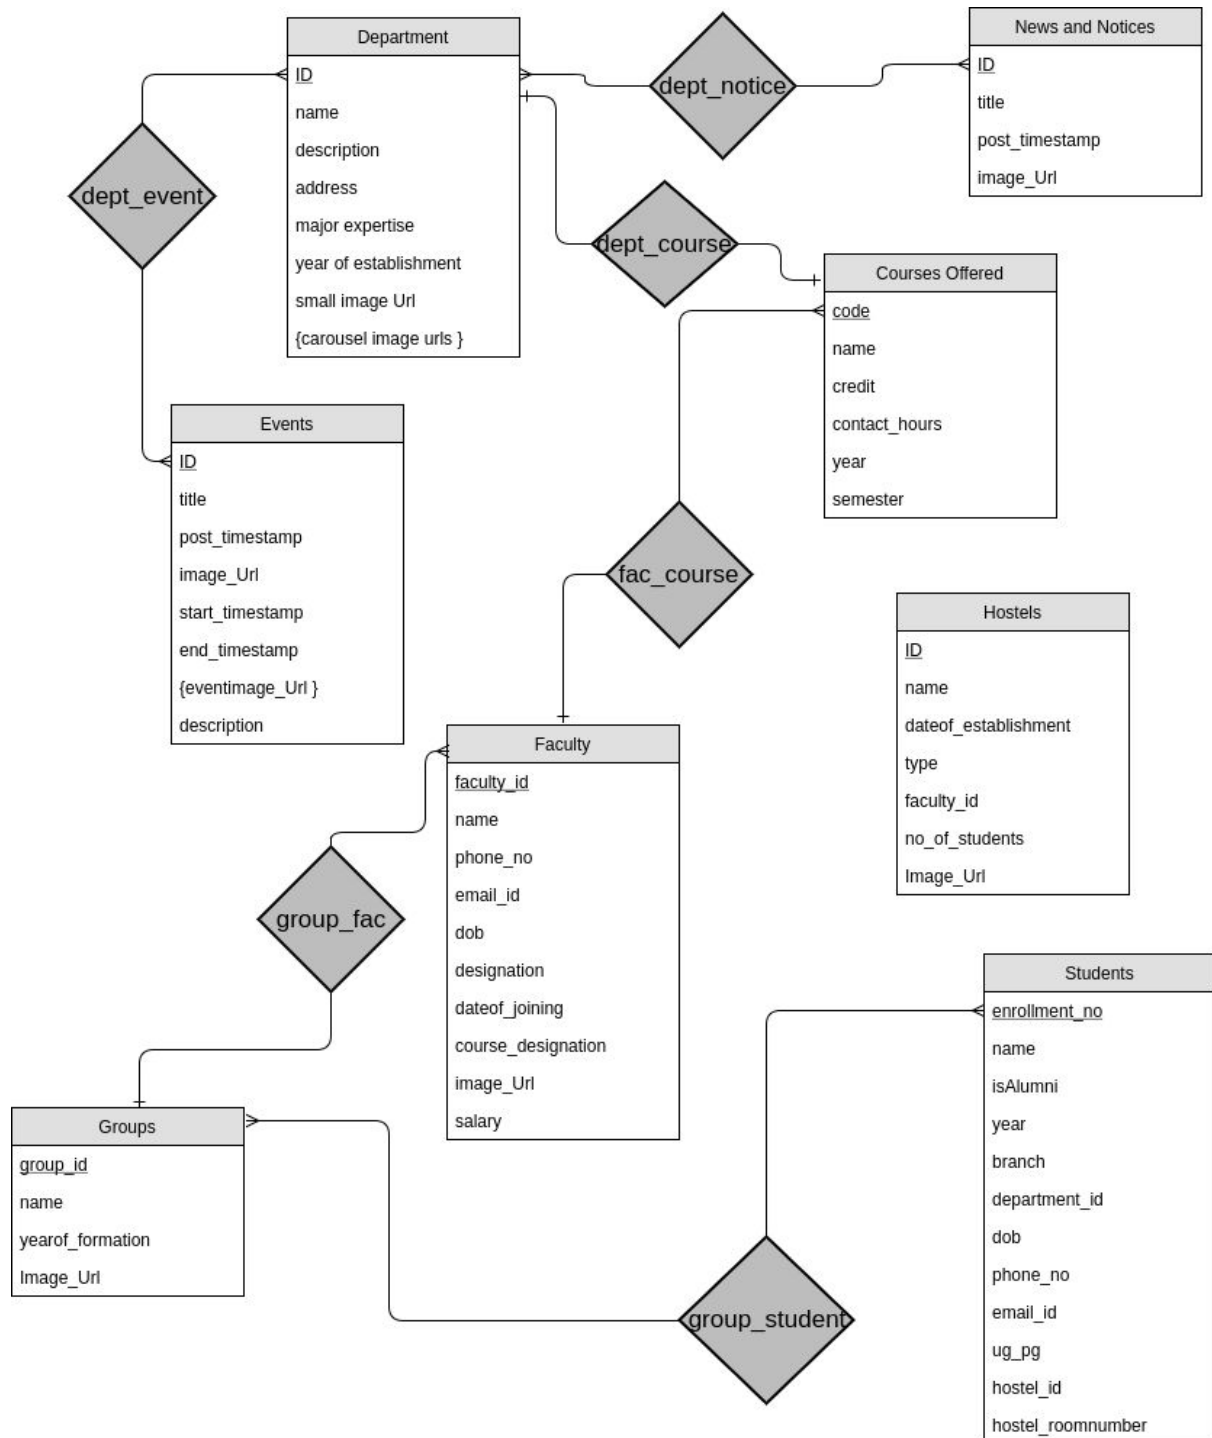 Department
ID
name
description
address
major expertise
year of establishment
small image Url
{carousel image urls }
dept_notice
News and Notices
ID
title
post_timestamp
image_Url
dept_event
dept_course
Courses Offered
code
name
credit
contact_hours
year
semester
Events
ID
title
post_timestamp
image_Url
start_timestamp
end_timestamp
{eventimage_Url }
description
fac_course
Hostels
ID
name
dateof_establishment
type
faculty_id
no_of_students
Image_Url
Faculty
faculty_id
name
phone_no
email_id
dob
designation
dateof_joining
course_designation
image_Url
salary
group_fac
Students
enrollment_no
name
isAlumni
year
branch
department_id
dob
phone_no
email_id
ug_pg
hostel_id
hostel_roomnumber
Groups
group_id
name
yearof_formation
Image_Url
group_student